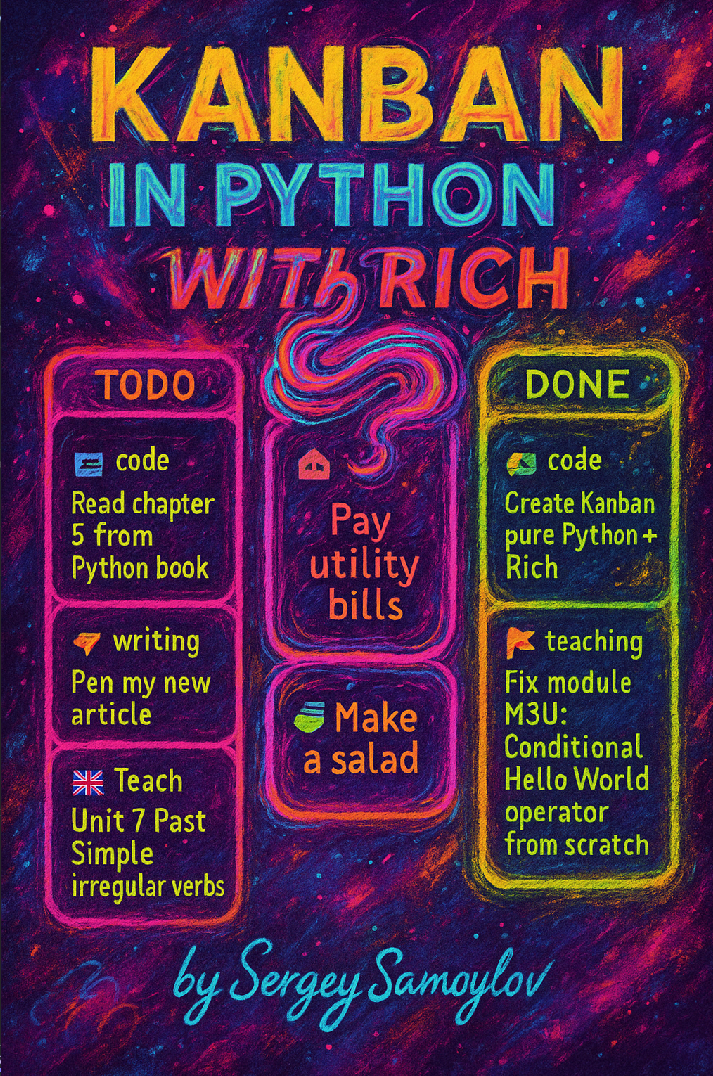 KANBAN
IN PYTHON
WITH RICH
TODO
code
Read chapter
5 from
Python book
writing
Pen my new
article
Teach
Unit 7 Past
Simple
irregular verbs
Pay
utility
bills
Make
a salad
DONE
code
Create Kanban
pure Python+
Rich
teaching
Fix module
M3U:
Conditional
Hello World
operator
from scratch
by Sergey Samoylov